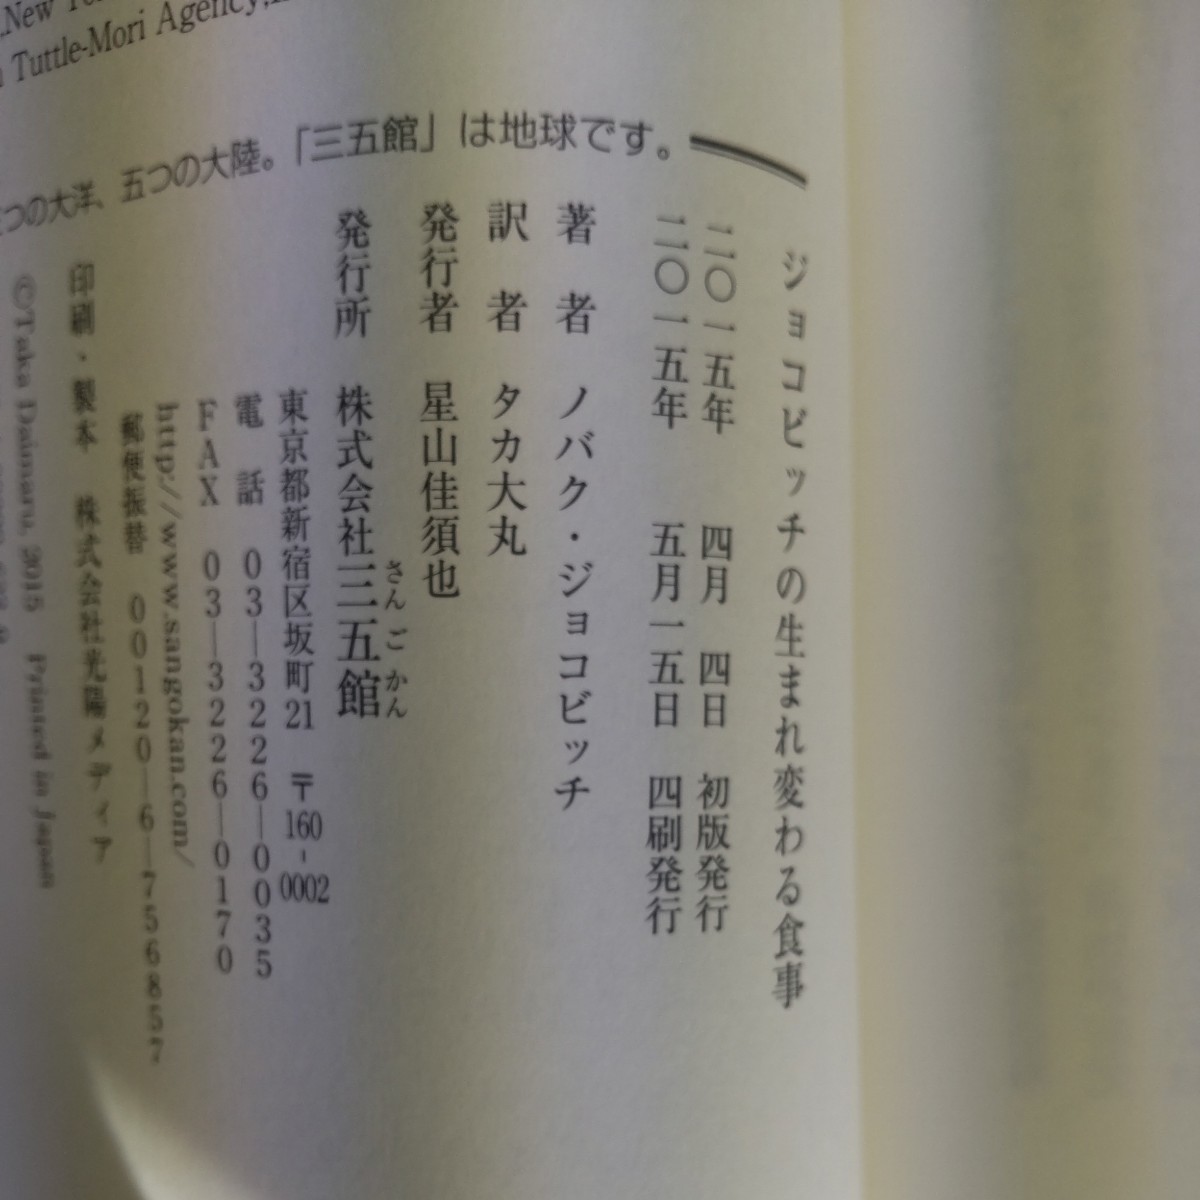 New
Tuttle-Mori Agency,
つの大洋、五つの大陸。「三五館」は地球です。
ジョコビッチの生まれ変わる食事
二〇一五年 四月 四日 初版発行
二〇一五年 五月一五日 四刷発行
著者 ノバク・ジョコビッチ
訳者 タカ大丸
発行者 星山佳須也
発行所 株式会社三五館
さんごかん
東京都新宿区坂町21 〒160-0002
電話 03―3226―0035
FAX 03―3226―0170
http://www.sangokan.com/
郵便振替 00120―6―756857
印刷・製本 株式会社光陽メディア
©Taka Daimaru, 2015 Printed in Japan